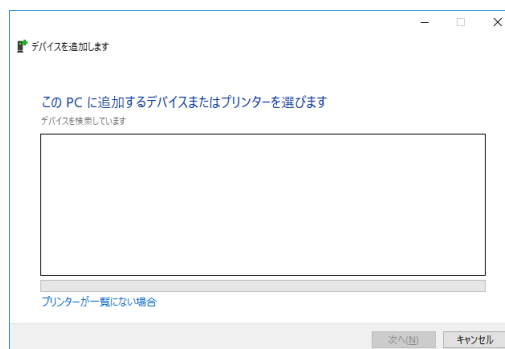 デバイスを追加します
この PC に追加するデバイスまたはプリンターを選びます
デバイスを検索しています
プリンターが一覧にない場合
次へ(N)
キャンセル